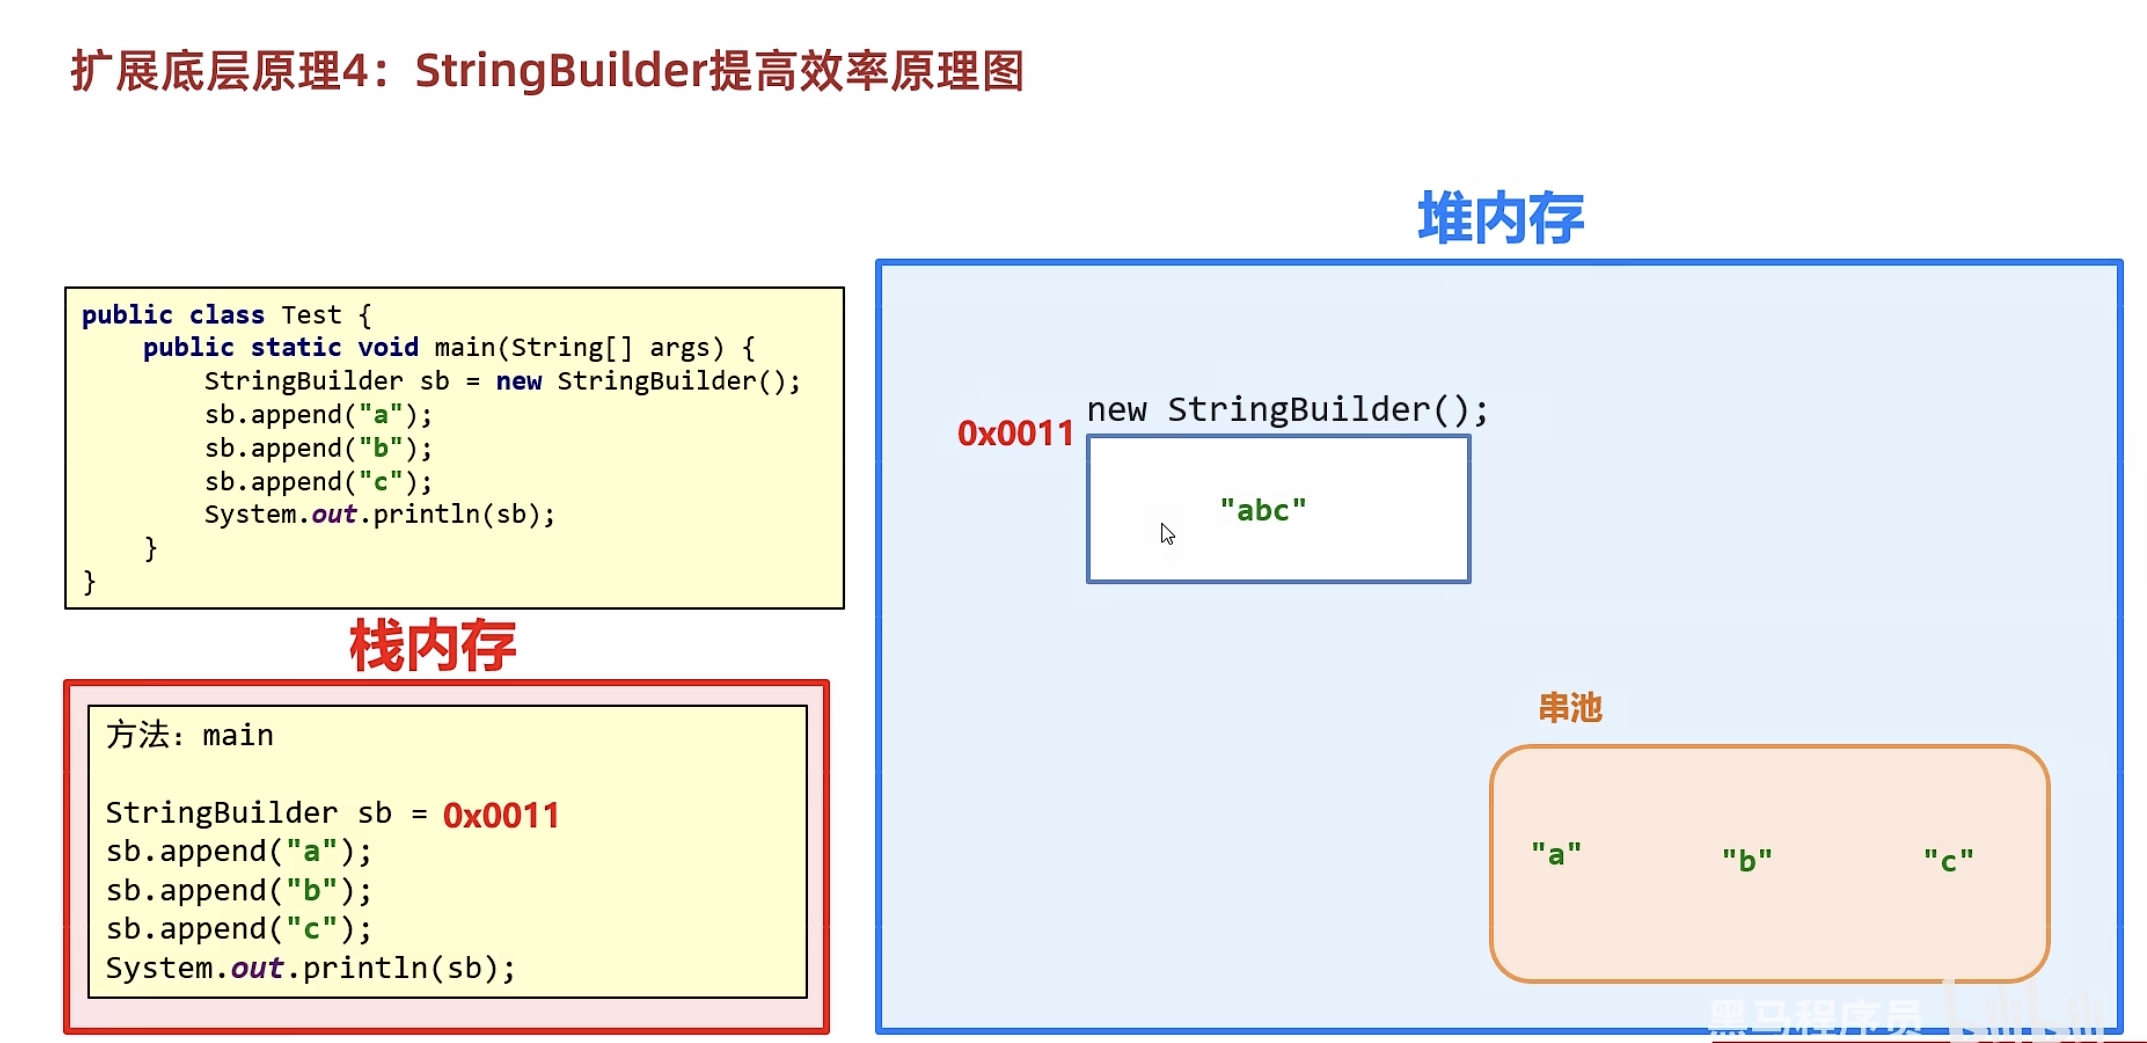 扩展底层原理4：StringBuilder提高效率原理图
堆内存
public class Test {
    public static void main(String[] args) {
        StringBuilder sb = new StringBuilder();
        sb.append("a");
        sb.append("b");
        sb.append("c");
        System.out.println(sb);
    }
}
new StringBuilder();
0x0011
"abc"
栈内存
方法：main
StringBuilder sb = 0x0011
sb.append("a");
sb.append("b");
sb.append("c");
System.out.println(sb);
串池
"a" "b" "c"
黑马程序员 bilibili